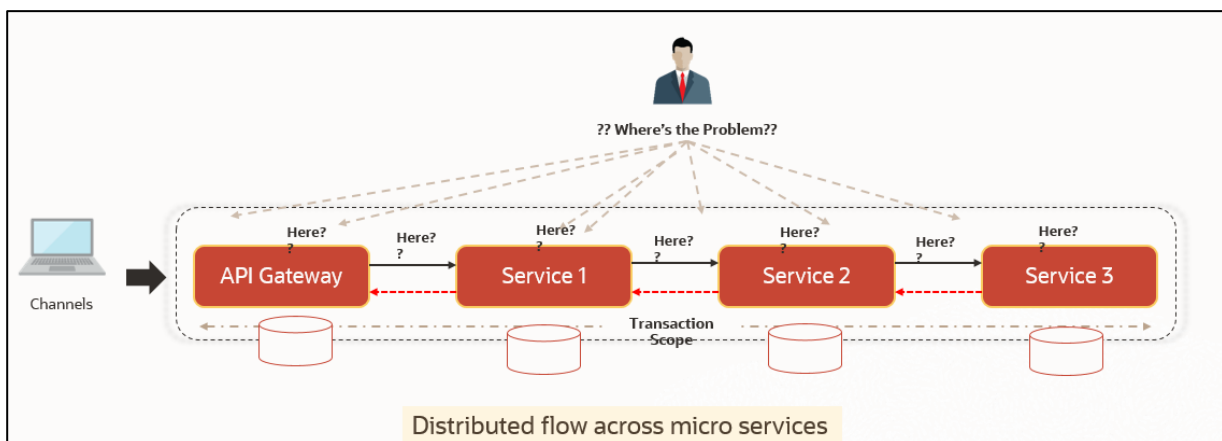 ?? Where's the Problem??
Here?
?
Here?
?
Here?
?
Here?
?
Here?
?
Here?
?
Here?
?
API Gateway
Service 1
Service 2
Service 3
Channels
Transaction
Scope
Distributed flow across micro services